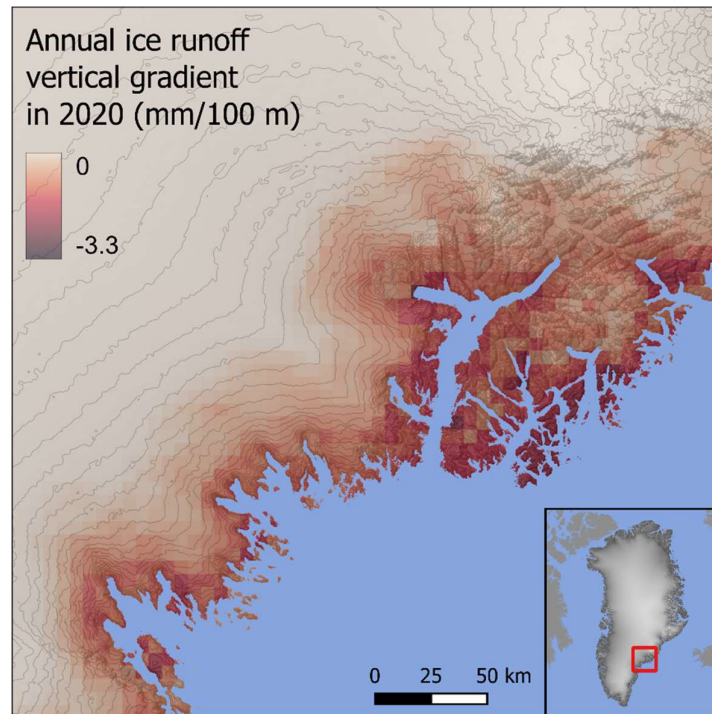 Annual ice runoff
vertical gradient
in 2020 (mm/100 m)
0
-3.3
0 25 50 km